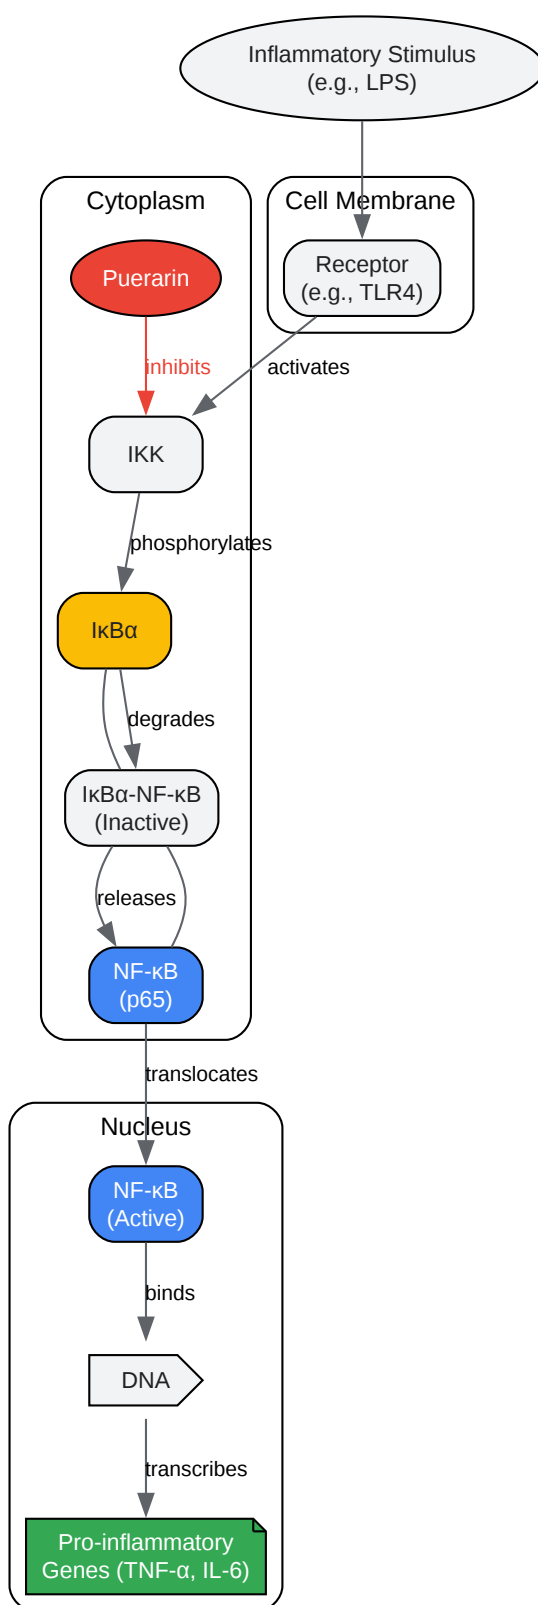 Inflammatory Stimulus
(e.g., LPS)
Cytoplasm
Cell Membrane
Puerarin
Receptor
(e.g., TLR4)
inhibits
activates
IKK
phosphorylates
IκBα
degrades
IκBα-NF-κB
(Inactive)
releases
NF-κB
(p65)
translocates
Nucleus
NF-κB
(Active)
binds
DNA
transcribes
Pro-inflammatory
Genes (TNF-α, IL-6)